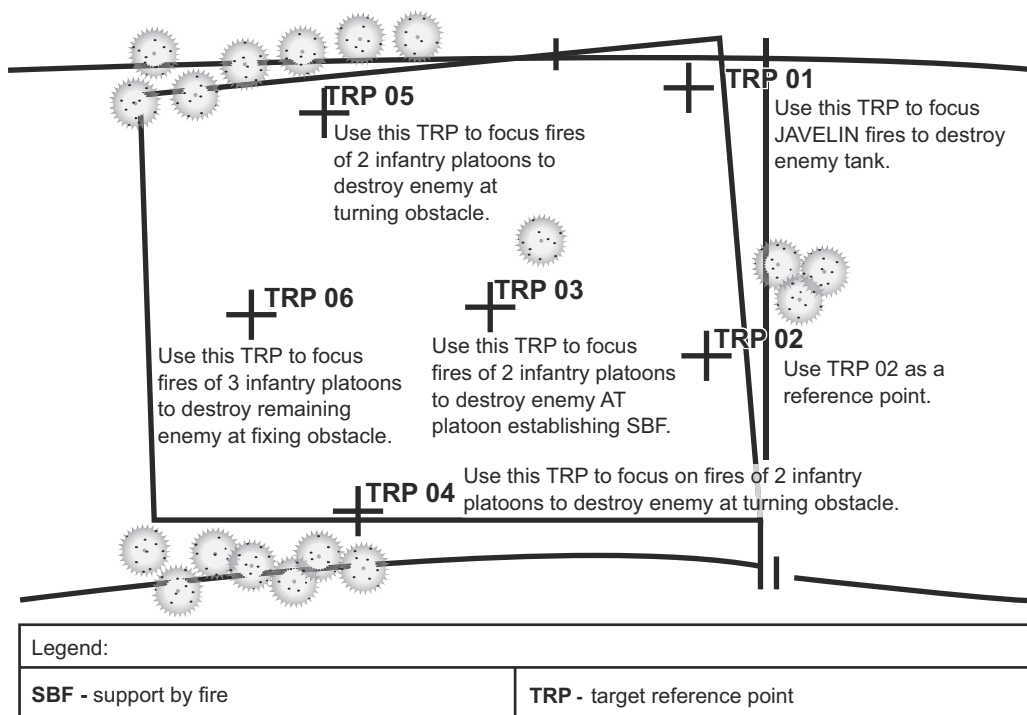 TRP 01
Use this TRP to focus
JAVELIN fires to destroy
enemy tank.
TRP 05
Use this TRP to focus fires
of 2 infantry platoons to
destroy enemy at
turning obstacle.
TRP 06
Use this TRP to focus
fires of 3 infantry platoons
to destroy remaining
enemy at fixing obstacle.
TRP 03
Use this TRP to focus
fires of 2 infantry platoons
to destroy enemy AT
platoon establishing SBF.
TRP 02
Use TRP 02 as a
reference point.
TRP 04
Use this TRP to focus on fires of 2 infantry
platoons to destroy enemy at turning obstacle.
Legend:
SBF - support by fire
TRP - target reference point